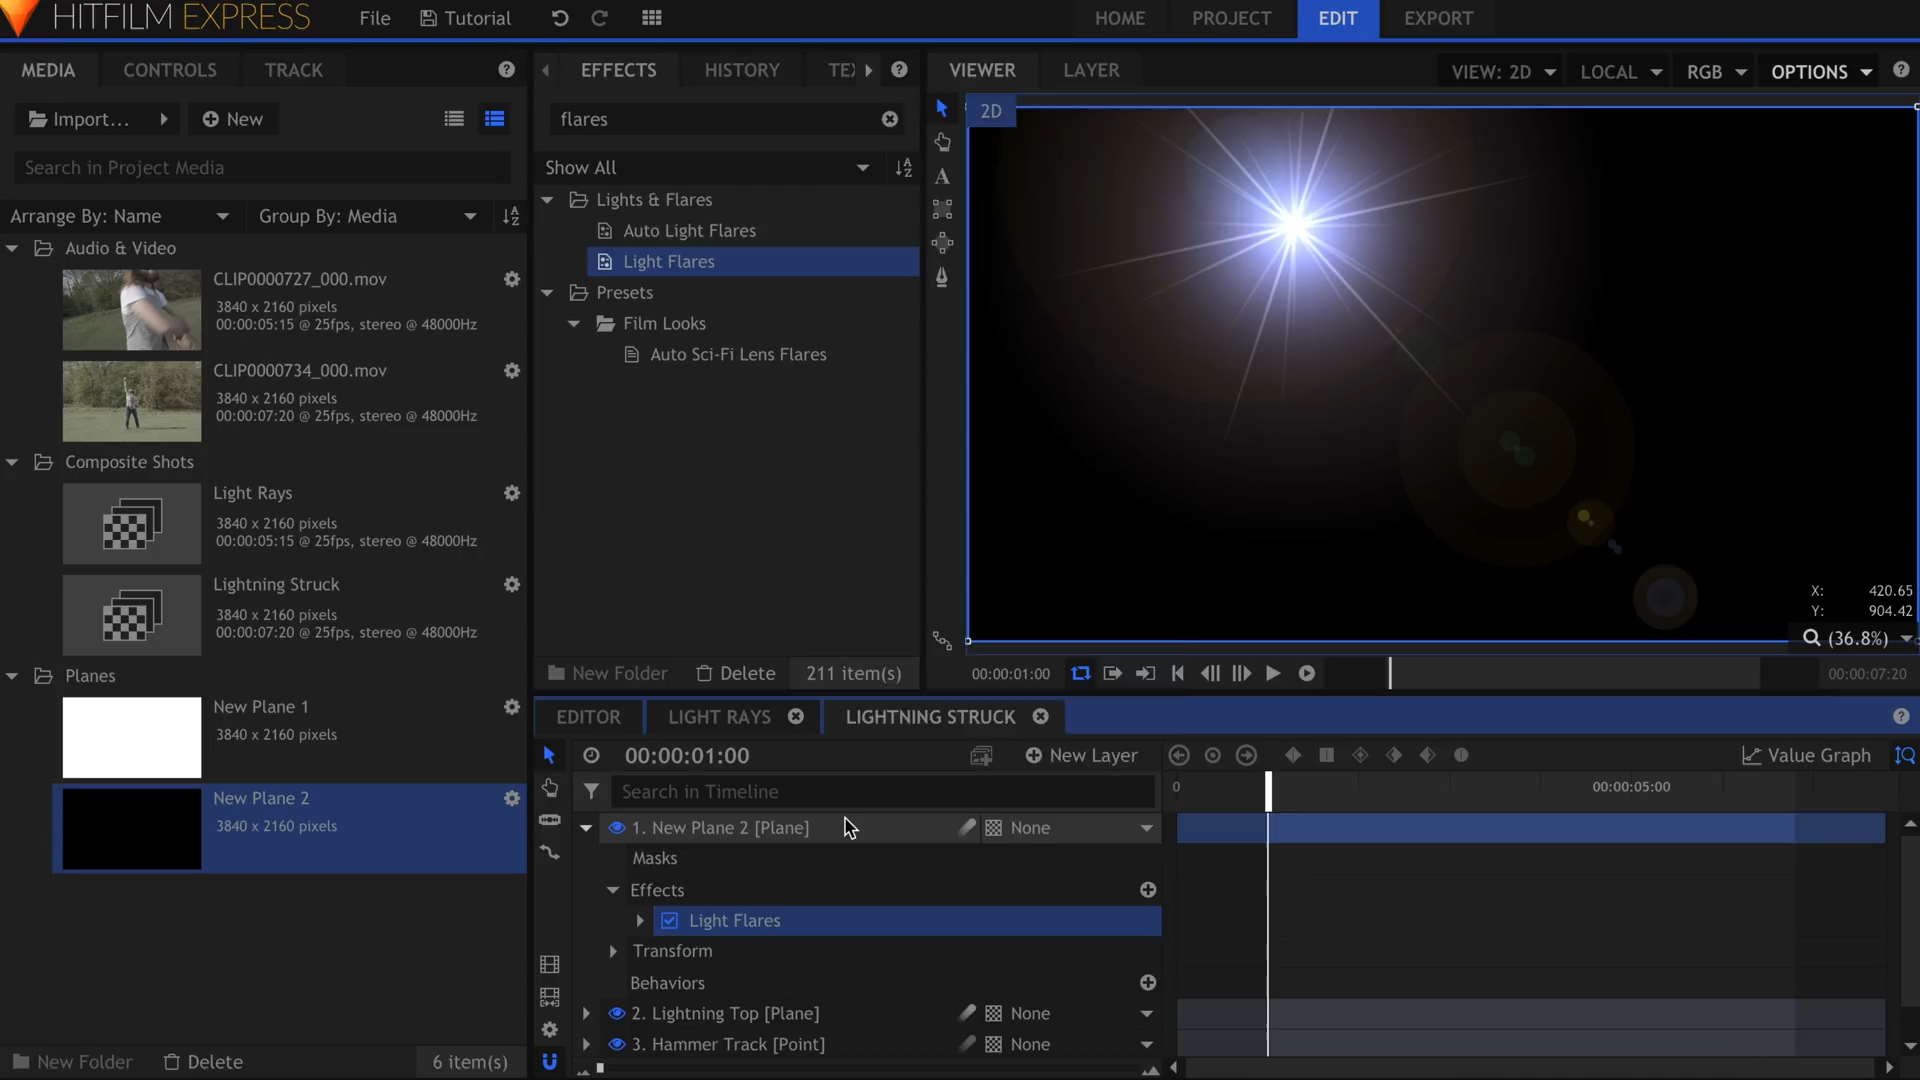 HITFILM EXPRESS
File
Tutorial
HOME
PROJECT
EDIT
EXPORT
MEDIA
CONTROLS
TRACK
Import...
New
Search in Project Media
Arrange By: Name
Group By: Media
Audio & Video
CLIP0000727_000.mov
3840 x 2160 pixels
00:00:05:15 @ 25fps, stereo @ 48000Hz
CLIP0000734_000.mov
3840 x 2160 pixels
00:00:07:20 @ 25fps, stereo @ 48000Hz
Composite Shots
Light Rays
3840 x 2160 pixels
00:00:05:15 @ 25fps, stereo @ 48000Hz
Lightning Struck
3840 x 2160 pixels
00:00:07:20 @ 25fps, stereo @ 48000Hz
Planes
New Plane 1
3840 x 2160 pixels
New Plane 2
3840 x 2160 pixels
New Folder
Delete
6 item(s)
EFFECTS
HISTORY
TEX
flares
Show All
Lights & Flares
Auto Light Flares
Light Flares
Presets
Film Looks
Auto Sci-Fi Lens Flares
New Folder
Delete
211 item(s)
VIEWER
LAYER
VIEW: 2D
LOCAL
RGB
OPTIONS
2D
X: 420.65
Y: 904.42
(36.8%)
00:00:01:00
00:00:07:20
EDITOR
LIGHT RAYS
LIGHTNING STRUCK
00:00:01:00
New Layer
Value Graph
Search in Timeline
0
00:00:05:00
1. New Plane 2 [Plane]
None
Masks
Effects
Light Flares
Transform
Behaviors
2. Lightning Top [Plane]
None
3. Hammer Track [Point]
None